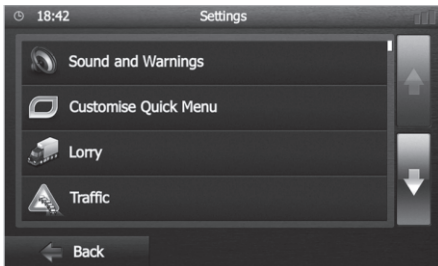 18:42 Settings
Sound and Warnings
Customise Quick Menu
Lorry
Traffic
Back